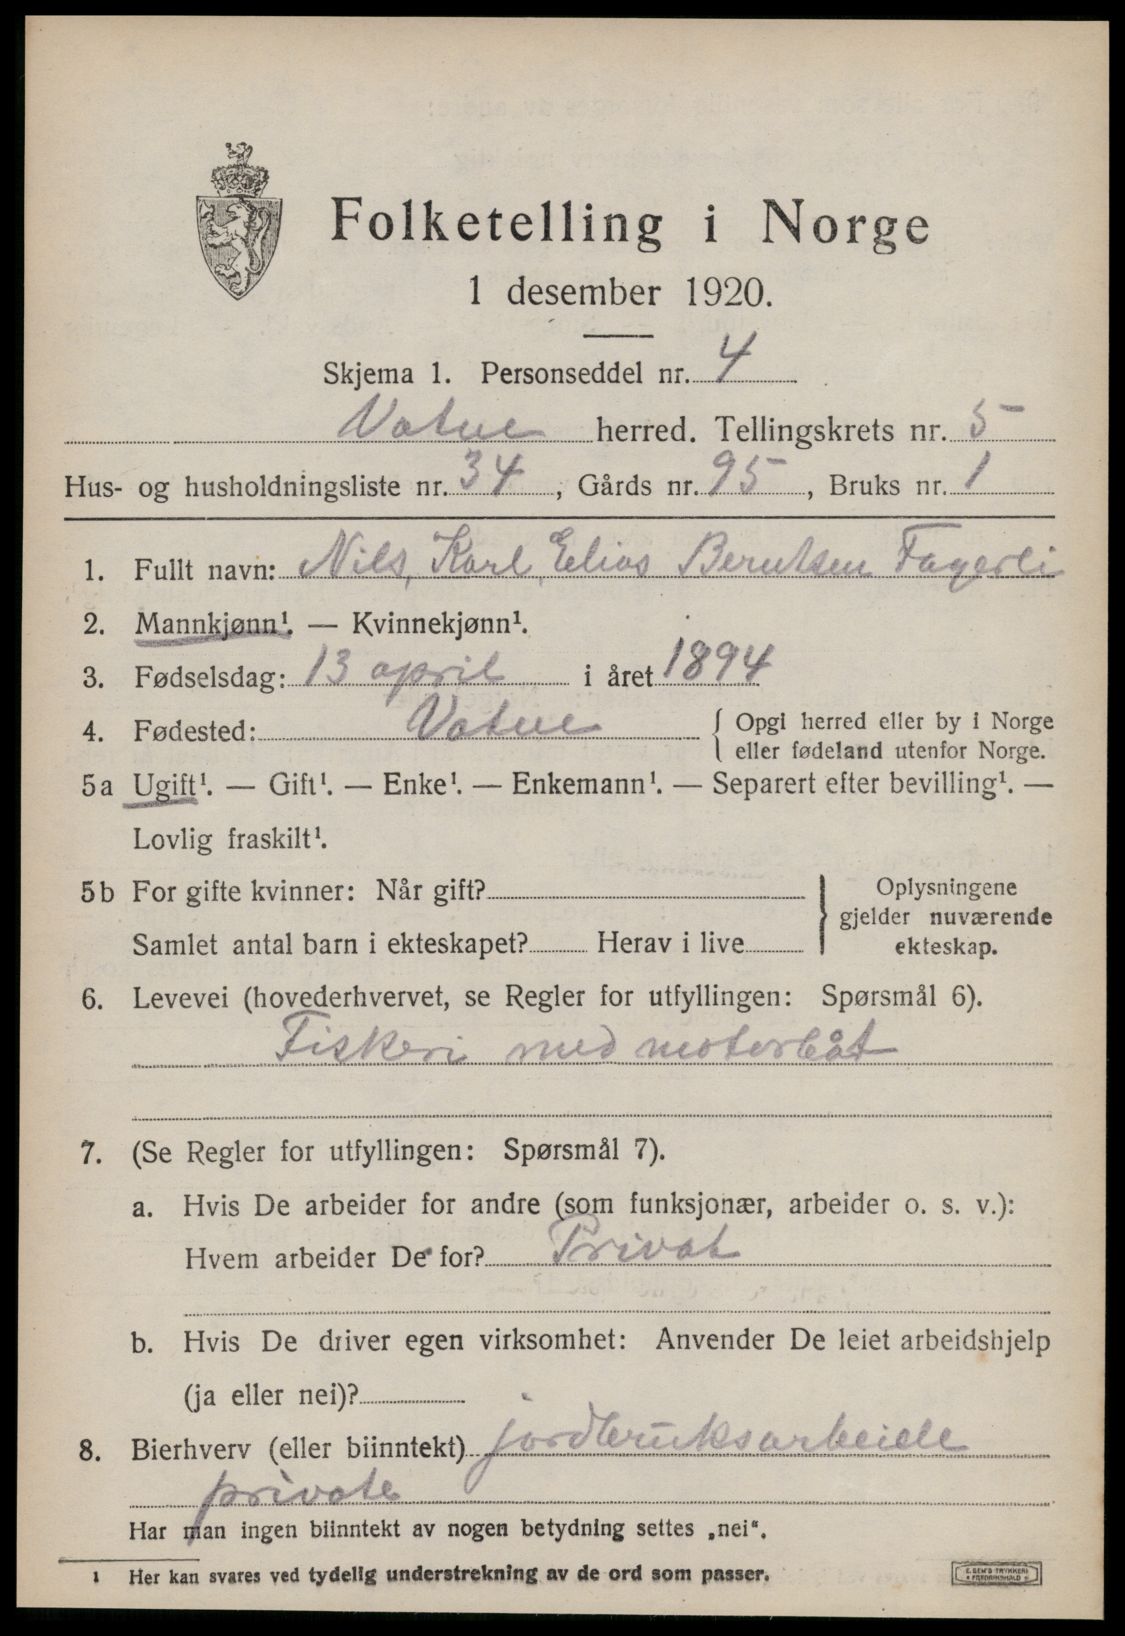 Folketelling i Norge
1 desember 1920.
Skjema 1. Personseddel nr. 4
Vatne herred. Tellingskrets nr. 5
Hus- og husholdningsliste nr. 34, Gårds nr. 95, Bruks nr. 1
1. Fullt navn: Nils, Karl, Elias Berntsen Fagerli
2. Mannkjønn¹. — Kvinnekjønn¹.
3. Fødselsdag: 13 april i året 1894
4. Fødested: Vatne { Opgi herred eller by i Norge
eller fødeland utenfor Norge.
5a Ugift¹. — Gift¹. — Enke¹. — Enkemann¹. — Separert efter bevilling¹. —
Lovlig fraskilt¹.
5b For gifte kvinner: Når gift? } Oplysningene
gjelder nuværende
Samlet antal barn i ekteskapet? Herav i live ekteskap.
6. Levevei (hovederhvervet, se Regler for utfyllingen: Spørsmål 6).
Fiskeri med motorbåt
7. (Se Regler for utfyllingen: Spørsmål 7).
a. Hvis De arbeider for andre (som funksjonær, arbeider o. s. v.):
Hvem arbeider De for? Privat
b. Hvis De driver egen virksomhet: Anvender De leiet arbeidshjelp
(ja eller nei)?
8. Bierhverv (eller biinntekt) jordbruksarbeide
private
Har man ingen biinntekt av nogen betydning settes „nei“.
1 Her kan svares ved tydelig understrekning av de ord som passer.
E. SEM'S TRYKKERI
FREDRIKSHALD